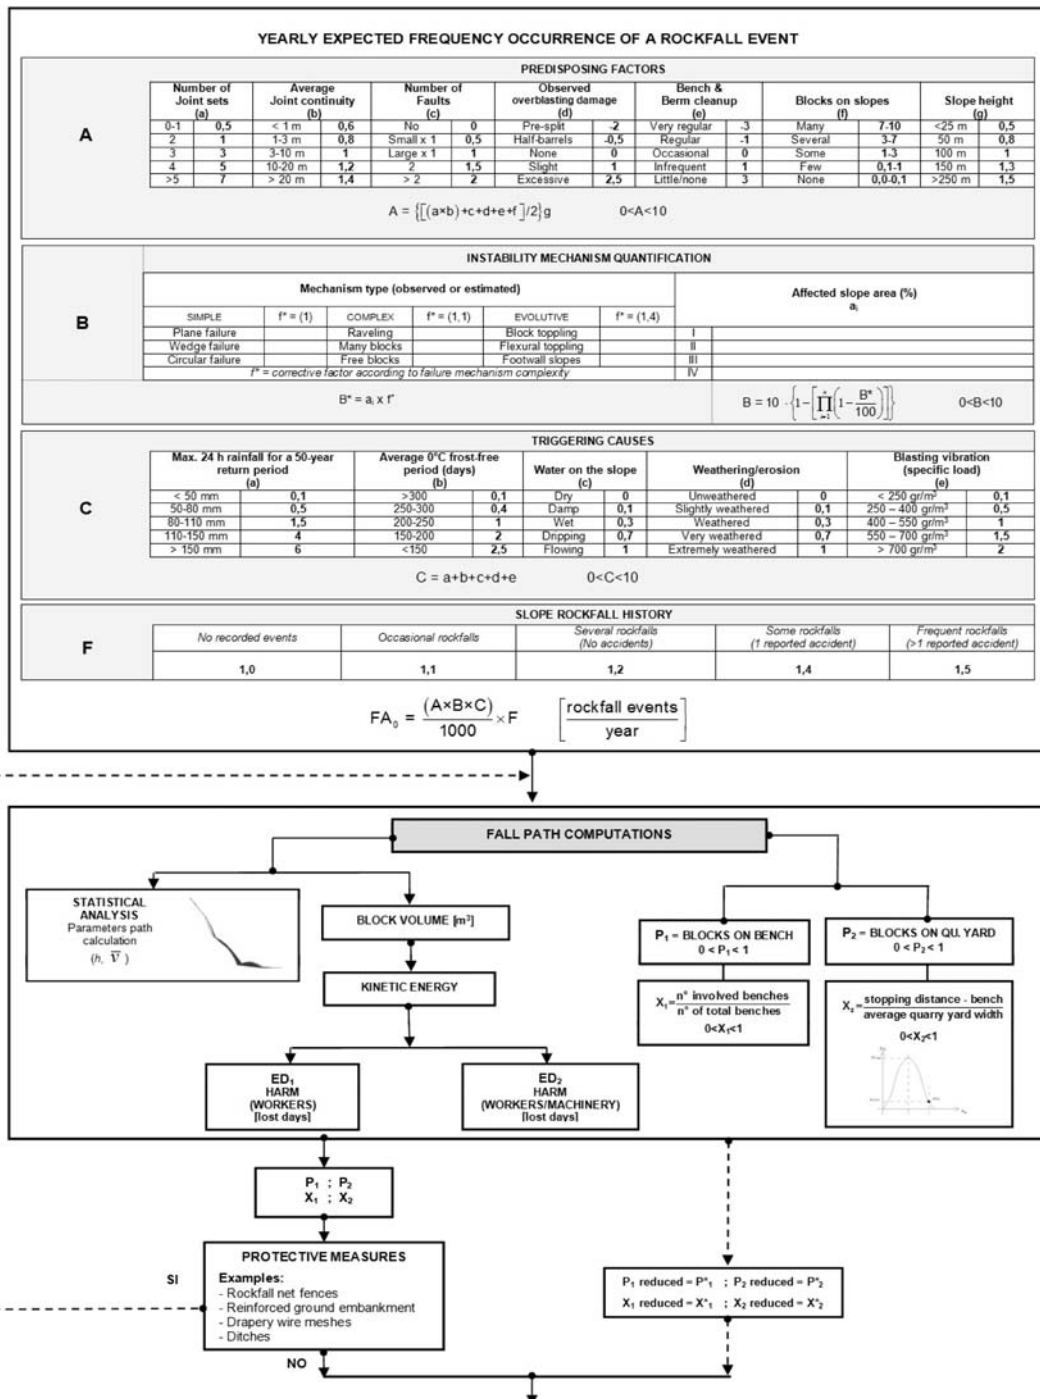 YEARLY EXPECTED FREQUENCY OCCURRENCE OF A ROCKFALL EVENT
A
PREDISPOSING FACTORS
Number of Joint sets (a) | Average Joint continuity (b) | Number of Faults (c) | Observed overblasting damage (d) | Bench & Berm cleanup (e) | Blocks on slopes (f) | Slope height (g)
0-1 | 0,5 | < 1 m | 0,6 | No | 0 | Pre-split | -2 | Very regular | -3 | Many | 7-10 | <25 m | 0,5
2 | 1 | 1-3 m | 0,8 | Small x 1 | 0,5 | Half-barrels | -0,5 | Regular | -1 | Several | 3-7 | 50 m | 0,8
3 | 3 | 3-10 m | 1 | Large x 1 | 1 | None | 0 | Occasional | 0 | Some | 1-3 | 100 m | 1
4 | 5 | 10-20 m | 1,2 | 2 | 1,5 | Slight | 1 | Infrequent | 1 | Few | 0,1-1 | 150 m | 1,3
>5 | 7 | > 20 m | 1,4 | > 2 | 2 | Excessive | 2,5 | Little/none | 3 | None | 0,0-0,1 | >250 m | 1,5
A = {[(a×b)+c+d+e+f]/2}g 0<A<10
B
INSTABILITY MECHANISM QUANTIFICATION
Mechanism type (observed or estimated) | Affected slope area (%) aᵢ
SIMPLE | f* = (1) | COMPLEX | f* = (1,1) | EVOLUTIVE | f* = (1,4)
Plane failure | Raveling | Block toppling | I
Wedge failure | Many blocks | Flexural toppling | II
Circular failure | Free blocks | Footwall slopes | III
f* = corrective factor according to failure mechanism complexity | IV
B* = aᵢ x f* B = 10 · {1-[∏(1-B*/100)]} 0<B<10
C
TRIGGERING CAUSES
Max. 24 h rainfall for a 50-year return period (a) | Average 0°C frost-free period (days) (b) | Water on the slope (c) | Weathering/erosion (d) | Blasting vibration (specific load) (e)
< 50 mm | 0,1 | >300 | 0,1 | Dry | 0 | Unweathered | 0 | < 250 gr/m³ | 0,1
50-80 mm | 0,5 | 250-300 | 0,4 | Damp | 0,1 | Slightly weathered | 0,1 | 250 – 400 gr/m³ | 0,5
80-110 mm | 1,5 | 200-250 | 1 | Wet | 0,3 | Weathered | 0,3 | 400 – 550 gr/m³ | 1
110-150 mm | 4 | 150-200 | 2 | Dripping | 0,7 | Very weathered | 0,7 | 550 – 700 gr/m³ | 1,5
> 150 mm | 6 | <150 | 2,5 | Flowing | 1 | Extremely weathered | 1 | > 700 gr/m³ | 2
C = a+b+c+d+e 0<C<10
F
SLOPE ROCKFALL HISTORY
No recorded events | Occasional rockfalls | Several rockfalls (No accidents) | Some rockfalls (1 reported accident) | Frequent rockfalls (>1 reported accident)
1,0 | 1,1 | 1,2 | 1,4 | 1,5
FA₀ = (A×B×C)/1000 × F [rockfall events/year]
FALL PATH COMPUTATIONS
STATISTICAL
ANALYSIS
Parameters path
calculation
(h, V̄ )
BLOCK VOLUME [m³]
KINETIC ENERGY
P₁ = BLOCKS ON BENCH
0 < P₁ < 1
P₂ = BLOCKS ON QU. YARD
0 < P₂ < 1
X₁ = n° involved benches / n° of total benches
0<X₁<1
X₂ = stopping distance - bench / average quarry yard width
0<X₂<1
ED₁
HARM
(WORKERS)
[lost days]
ED₂
HARM
(WORKERS/MACHINERY)
[lost days]
P₁ ; P₂
X₁ ; X₂
PROTECTIVE MEASURES
Examples:
- Rockfall net fences
- Reinforced ground embankment
- Drapery wire meshes
- Ditches
SI
NO
P₁ reduced = P*₁ ; P₂ reduced = P*₂
X₁ reduced = X*₁ ; X₂ reduced = X*₂